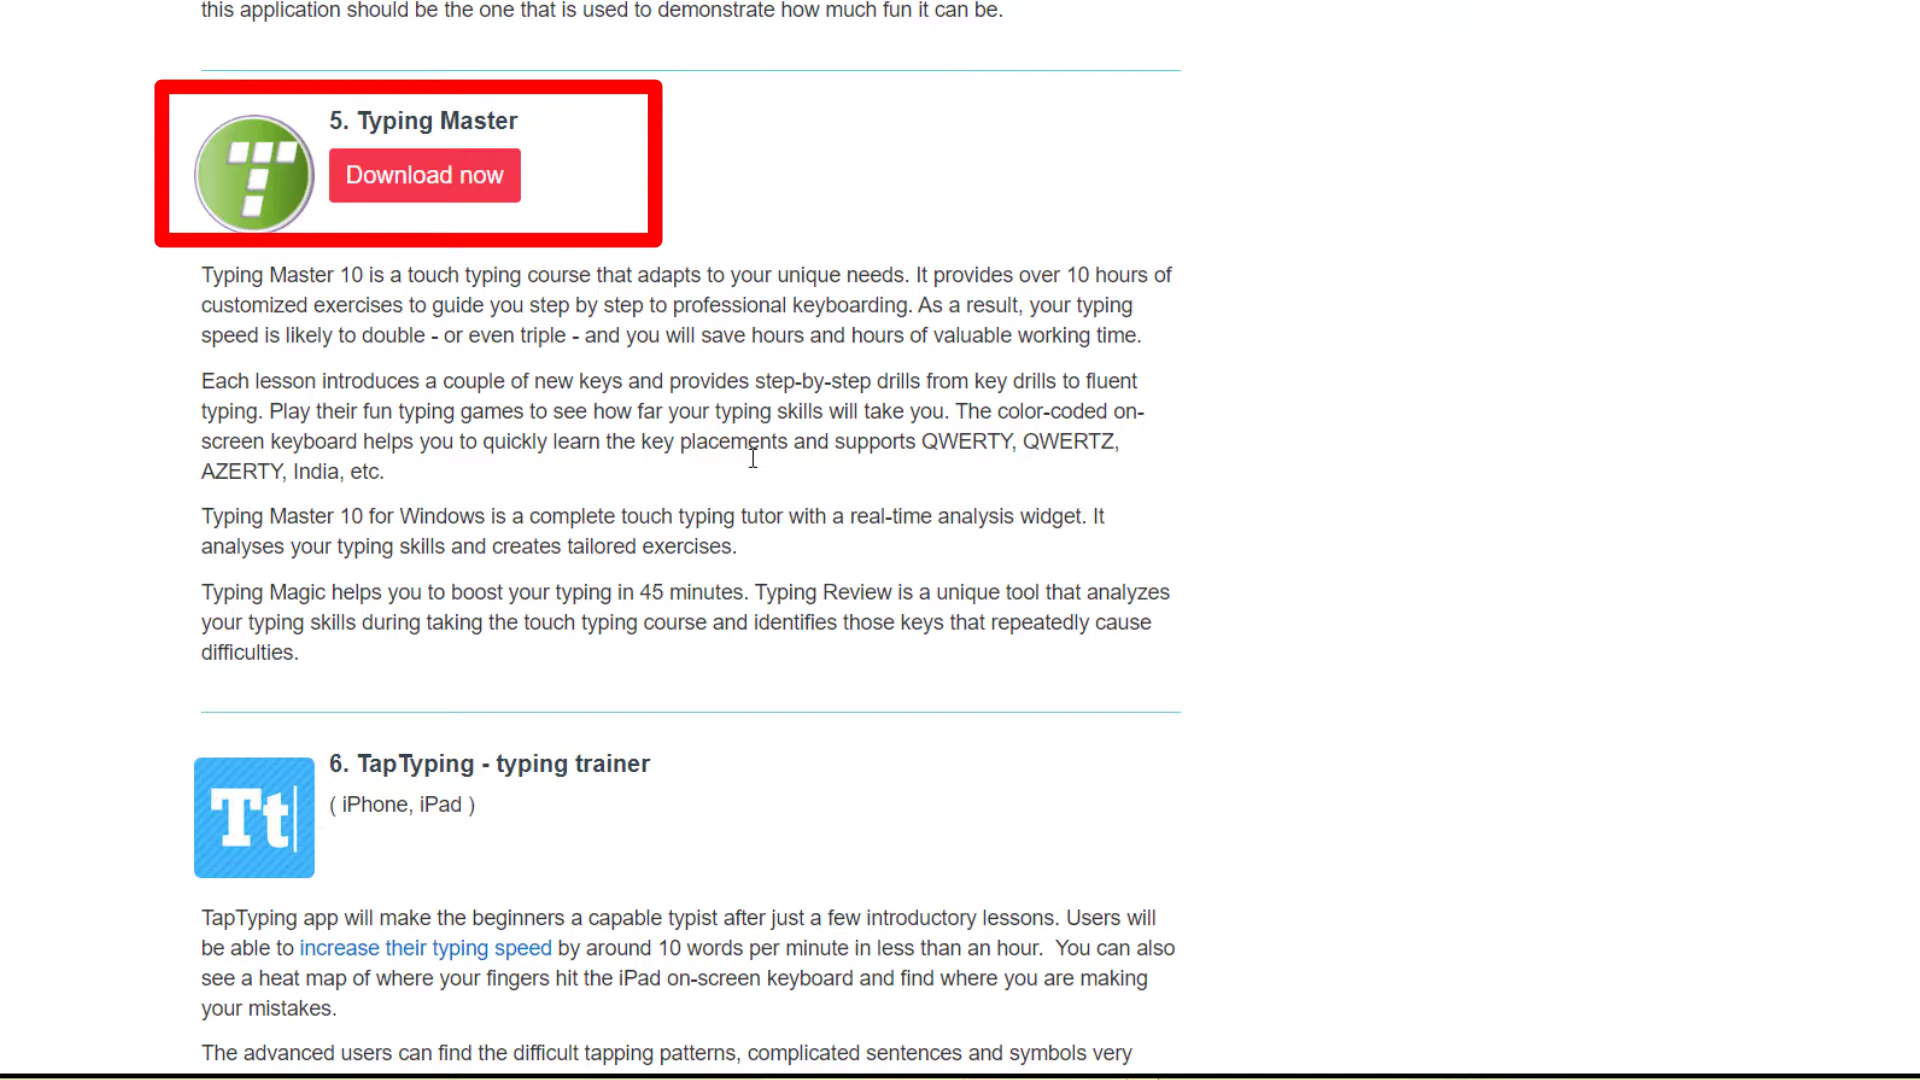 this application should be the one that is used to demonstrate how much fun it can be.
5. Typing Master
Download now
Typing Master 10 is a touch typing course that adapts to your unique needs. It provides over 10 hours of
customized exercises to guide you step by step to professional keyboarding. As a result, your typing
speed is likely to double - or even triple - and you will save hours and hours of valuable working time.
Each lesson introduces a couple of new keys and provides step-by-step drills from key drills to fluent
typing. Play their fun typing games to see how far your typing skills will take you. The color-coded on-
screen keyboard helps you to quickly learn the key placements and supports QWERTY, QWERTZ,
AZERTY, India, etc.
Typing Master 10 for Windows is a complete touch typing tutor with a real-time analysis widget. It
analyses your typing skills and creates tailored exercises.
Typing Magic helps you to boost your typing in 45 minutes. Typing Review is a unique tool that analyzes
your typing skills during taking the touch typing course and identifies those keys that repeatedly cause
difficulties.
6. TapTyping - typing trainer
Tt
( iPhone, iPad )
TapTyping app will make the beginners a capable typist after just a few introductory lessons. Users will
be able to increase their typing speed by around 10 words per minute in less than an hour.  You can also
see a heat map of where your fingers hit the iPad on-screen keyboard and find where you are making
your mistakes.
The advanced users can find the difficult tapping patterns, complicated sentences and symbols very